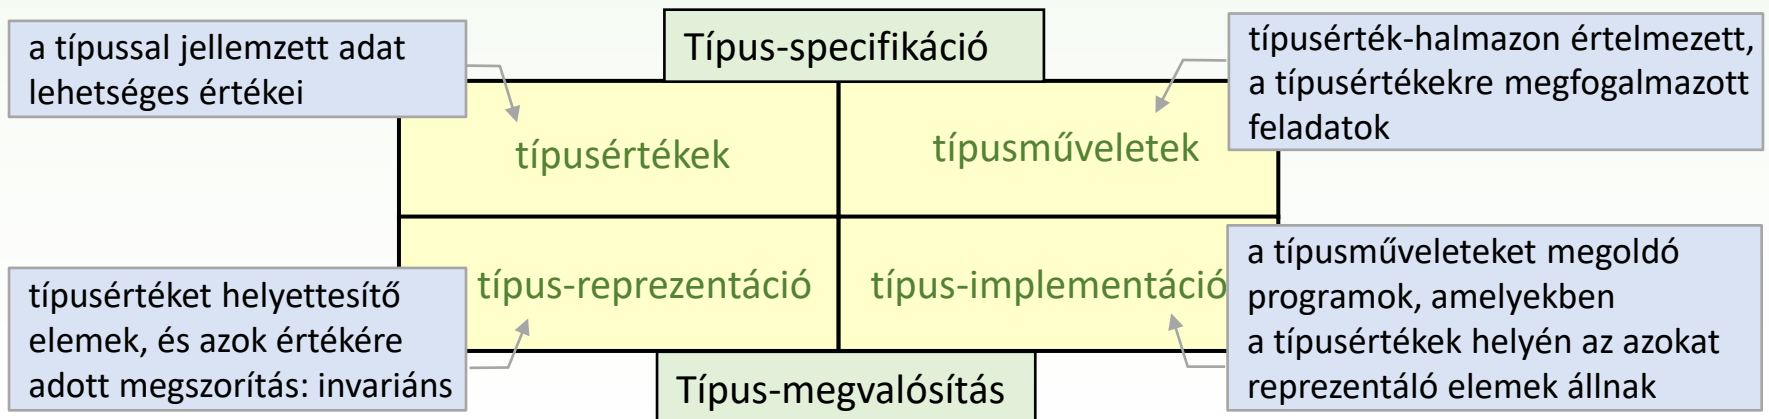 Típus-specifikáció
a típussal jellemzett adat
lehetséges értékei
típusérték-halmazon értelmezett,
a típusértékekre megfogalmazott
feladatok
típusértékek
típusműveletek
típus-reprezentáció
típus-implementáció
típusértéket helyettesítő
elemek, és azok értékére
adott megszorítás: invariáns
a típusműveleteket megoldó
programok, amelyekben
a típusértékek helyén az azokat
reprezentáló elemek állnak
Típus-megvalósítás